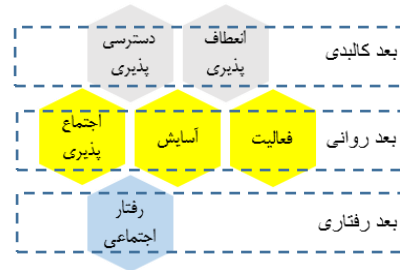 بعد کالبدی
انعطاف
پذیری
دسترسی
پذیری
بعد روانی
فعالیت
آسایش
اجتماع
پذیری
بعد رفتاری
رفتار
اجتماعی